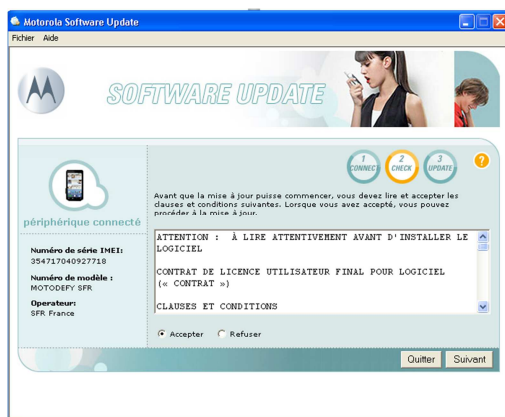 Motorola Software Update
Fichier Aide
SOFTWARE UPDATE
1 CONNECT
2 CHECK
3 UPDATE
?
Avant que la mise à jour puisse commencer, vous devez lire et accepter les
clauses et conditions suivantes. Lorsque vous avez accepté, vous pouvez
procéder à la mise à jour.
périphérique connecté
Numéro de série IMEI:
354717040927718
Numéro de modèle :
MOTODEFY SFR
Operateur:
SFR France
ATTENTION : À LIRE ATTENTIVEMENT AVANT D'INSTALLER LE
LOGICIEL
CONTRAT DE LICENCE UTILISATEUR FINAL POUR LOGICIEL
(« CONTRAT »)
CLAUSES ET CONDITIONS
Accepter Refuser
Quitter Suivant